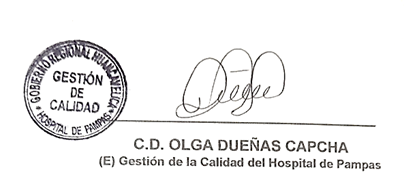 GOBIERNO REGIONAL HUANCAVELICA
GESTIÓN
DE
CALIDAD
HOSPITAL DE PAMPAS
C.D. OLGA DUEÑAS CAPCHA
(E) Gestión de la Calidad del Hospital de Pampas